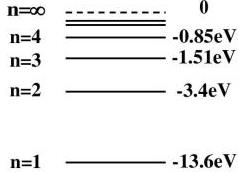 n=∞ 0
n=4 -0.85eV
n=3 -1.51eV
n=2 -3.4eV
n=1 -13.6eV